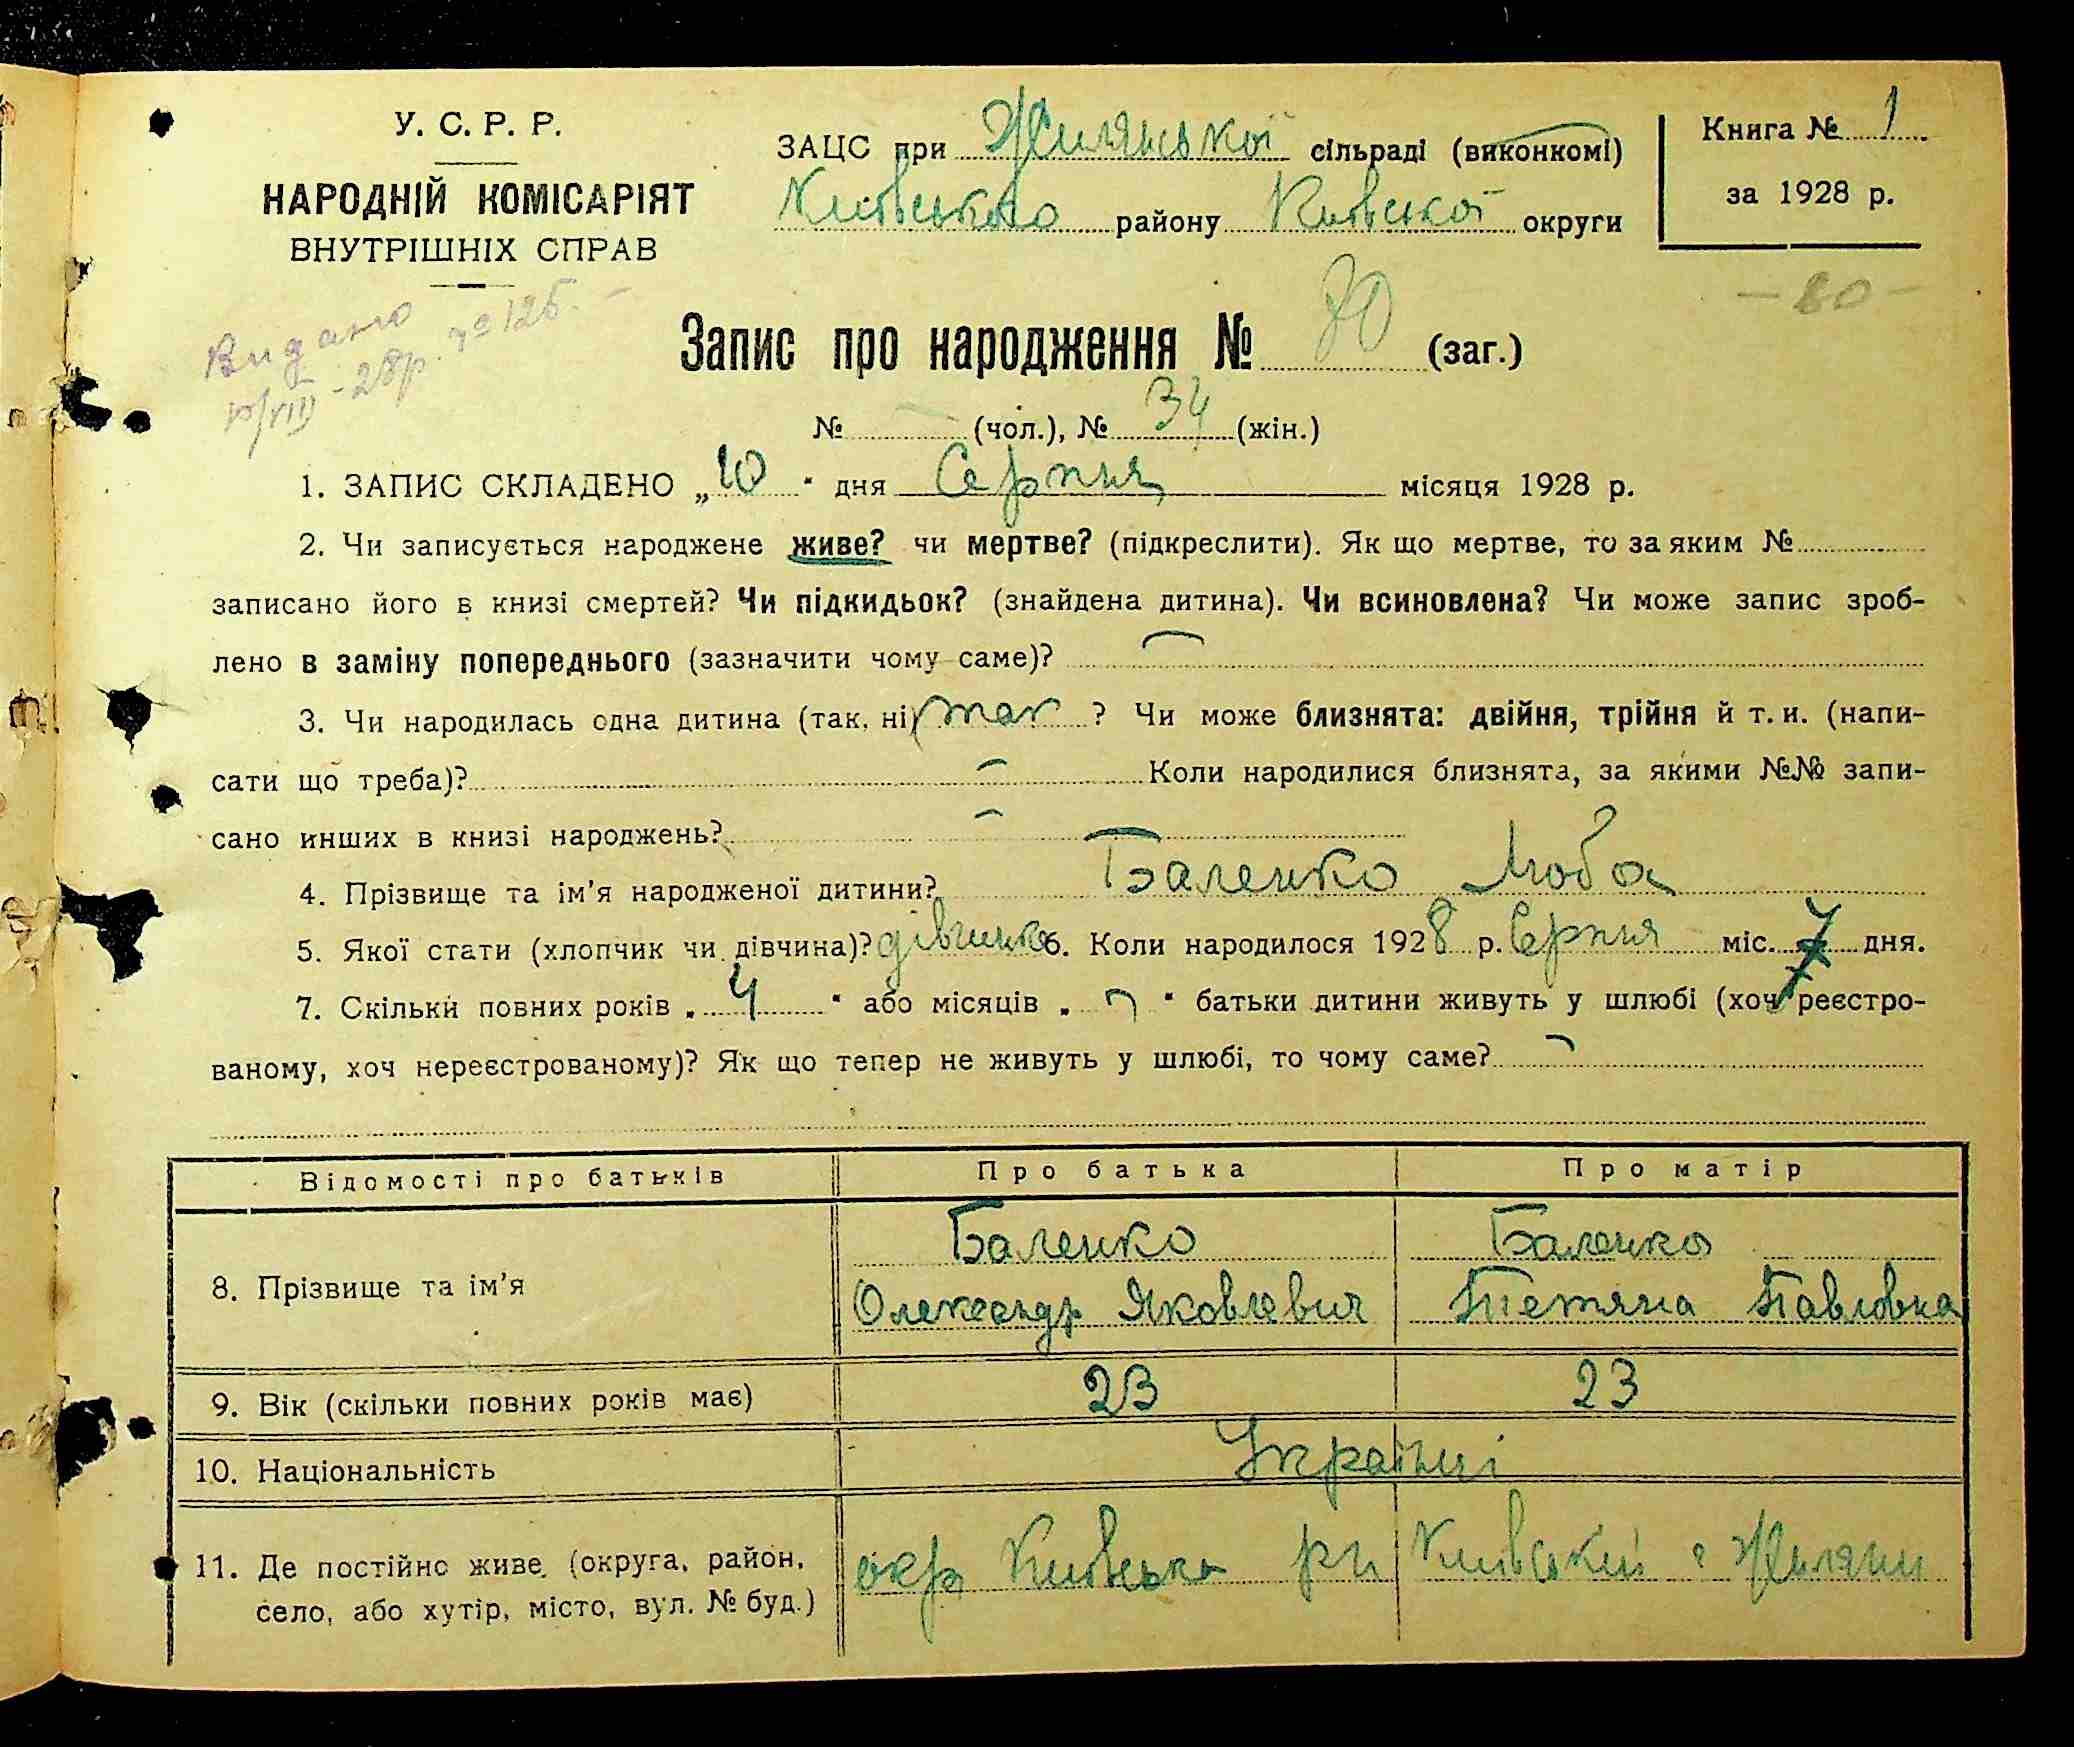 У. С. Р. Р.
НАРОДНІЙ КОМІСАРІЯТ
ВНУТРІШНІХ СПРАВ
ЗАЦС при Жилянської сільраді (виконкомі)
Київського району Київської округи
Книга № 1
за 1928 р.
- 80 -
Видано
VIII - 28р. № 125. -
Запис про народження № 70 (заг.)
№ (чол.), № 34 (жін.)
1. ЗАПИС СКЛАДЕНО „10" дня Серпня місяця 1928 р.
2. Чи записується народжене живе? чи мертве? (підкреслити). Як що мертве, то за яким №
записано його в книзі смертей? Чи підкидьок? (знайдена дитина). Чи всиновлена? Чи може запис зроб-
лено в заміну попереднього (зазначити чому саме)?
3. Чи народилась одна дитина (так, ні) так ? Чи може близнята: двійня, трійня й т. и. (напи-
сати що треба)? Коли народилися близнята, за якими №№ запи-
сано инших в книзі народжень?
4. Прізвище та ім'я народженої дитини? Баленко Люба
5. Якої стати (хлопчик чи дівчина)? дівчинка 6. Коли народилося 1928 р. Серпня міс. 7 дня.
7. Скільки повних років „ 4 " або місяців „ " батьки дитини живуть у шлюбі (хоч реєстро-
ваному, хоч нереєстрованому)? Як що тепер не живуть у шлюбі, то чому саме?
Відомості про батьків Про батька Про матір
8. Прізвище та ім'я
Баленко Баленко
Олександр Яковлевич Тетяна Павловна
9. Вік (скільки повних років має) 23 23
10. Національність Українці
11. Де постійно живе (округа, район,
село, або хутір, місто, вул. № буд.)
окр Київська рн Київський с Жиляни